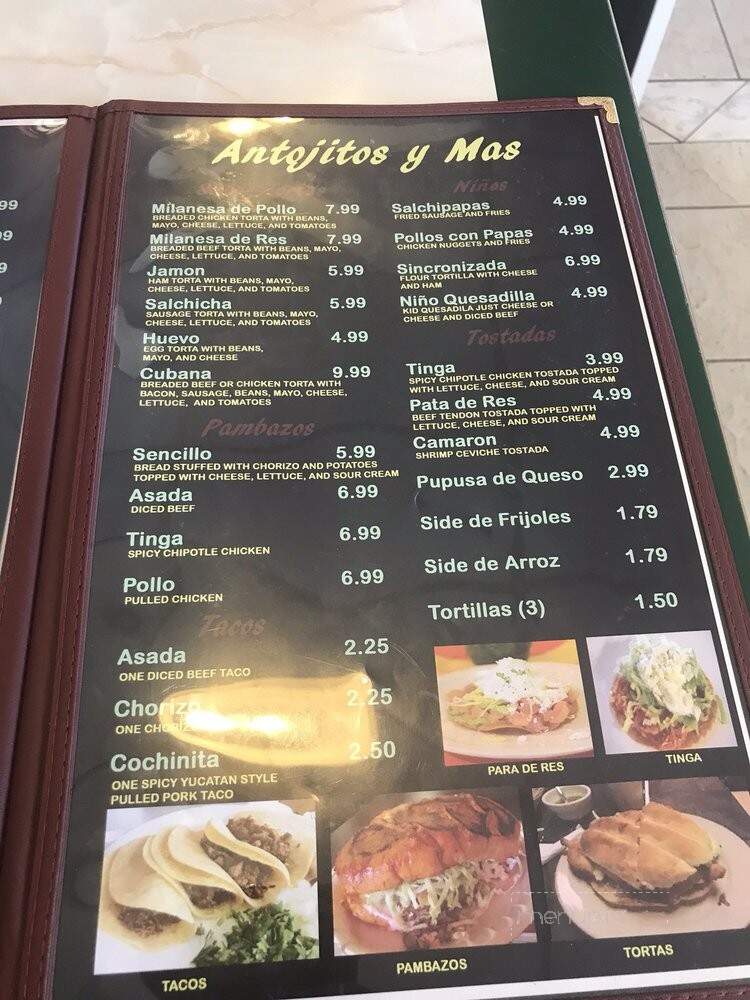 Antojitos y Mas
Milanesa de Pollo 7.99
BREADED CHICKEN TORTA WITH BEANS,
MAYO, CHEESE, LETTUCE, AND TOMATOES
Milanesa de Res 7.99
BREADED BEEF TORTA WITH BEANS, MAYO,
CHEESE, LETTUCE, AND TOMATOES
Jamon 5.99
HAM TORTA WITH BEANS, MAYO,
CHEESE, LETTUCE, AND TOMATOES
Salchicha 5.99
SAUSAGE TORTA WITH BEANS, MAYO,
CHEESE, LETTUCE, AND TOMATOES
Huevo 4.99
EGG TORTA WITH BEANS,
MAYO, AND CHEESE
Cubana 9.99
BREADED BEEF OR CHICKEN TORTA WITH
BACON, SAUSAGE, BEANS, MAYO, CHEESE,
LETTUCE, AND TOMATOES
Pambazos
Sencillo 5.99
BREAD STUFFED WITH CHORIZO AND POTATOES
TOPPED WITH CHEESE, LETTUCE, AND SOUR CREAM
Asada 6.99
DICED BEEF
Tinga 6.99
SPICY CHIPOTLE CHICKEN
Pollo 6.99
PULLED CHICKEN
Tacos
Asada 2.25
ONE DICED BEEF TACO
Chorizo 2.25
ONE CHORIZO
Cochinita 2.50
ONE SPICY YUCATAN STYLE
PULLED PORK TACO
Niños
Salchipapas 4.99
FRIED SAUSAGE AND FRIES
Pollos con Papas 4.99
CHICKEN NUGGETS AND FRIES
Sincronizada 6.99
FLOUR TORTILLA WITH CHEESE
AND HAM
Niño Quesadilla 4.99
KID QUESADILA JUST CHEESE OR
CHEESE AND DICED BEEF
Tostadas
Tinga 3.99
SPICY CHIPOTLE CHICKEN TOSTADA TOPPED
WITH LETTUCE, CHEESE, AND SOUR CREAM
Pata de Res 4.99
BEEF TENDON TOSTADA TOPPED WITH
LETTUCE, CHEESE, AND SOUR CREAM
Camaron 4.99
SHRIMP CEVICHE TOSTADA
Pupusa de Queso 2.99
Side de Frijoles 1.79
Side de Arroz 1.79
Tortillas (3) 1.50
PARA DE RES
TINGA
TACOS
PAMBAZOS
TORTAS